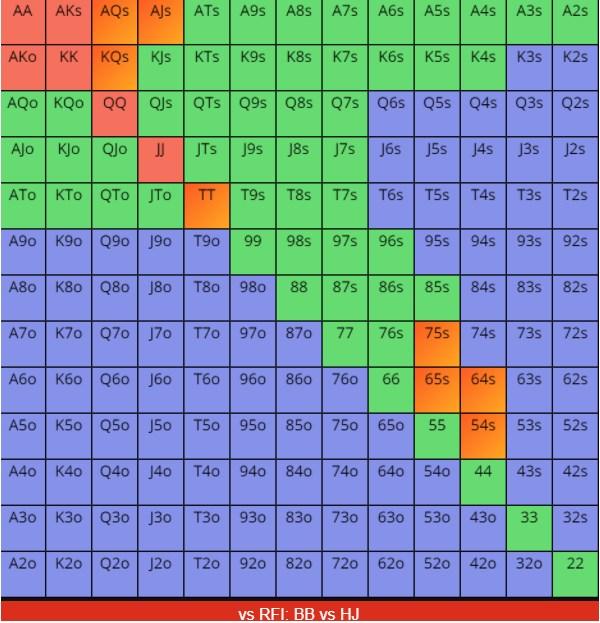 AA AKs AQs AJs ATs A9s A8s A7s A6s A5s A4s A3s A2s
AKo KK KQs KJs KTs K9s K8s K7s K6s K5s K4s K3s K2s
AQo KQo QQ QJs QTs Q9s Q8s Q7s Q6s Q5s Q4s Q3s Q2s
AJo KJo QJo JJ JTs J9s J8s J7s J6s J5s J4s J3s J2s
ATo KTo QTo JTo TT T9s T8s T7s T6s T5s T4s T3s T2s
A9o K9o Q9o J9o T9o 99 98s 97s 96s 95s 94s 93s 92s
A8o K8o Q8o J8o T8o 98o 88 87s 86s 85s 84s 83s 82s
A7o K7o Q7o J7o T7o 97o 87o 77 76s 75s 74s 73s 72s
A6o K6o Q6o J6o T6o 96o 86o 76o 66 65s 64s 63s 62s
A5o K5o Q5o J5o T5o 95o 85o 75o 65o 55 54s 53s 52s
A4o K4o Q4o J4o T4o 94o 84o 74o 64o 54o 44 43s 42s
A3o K3o Q3o J3o T3o 93o 83o 73o 63o 53o 43o 33 32s
A2o K2o Q2o J2o T2o 92o 82o 72o 62o 52o 42o 32o 22
vs RFI: BB vs HJ